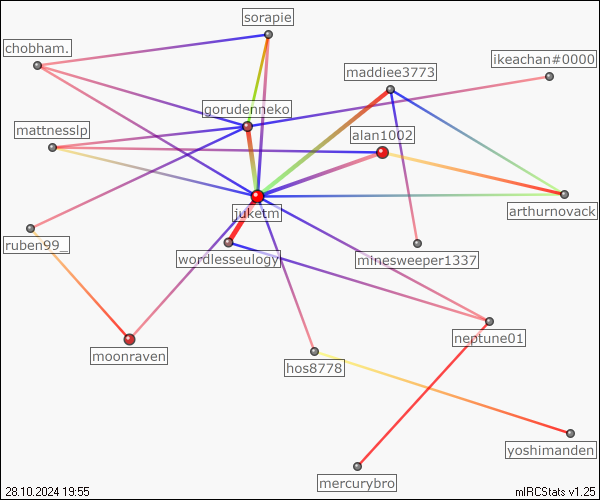 sorapie
chobham.
ikeachan#0000
maddiee3773
gorudenneko
mattnesslp
alan1002
juketm
arthurnovack
ruben99_
wordlesseulogy
minesweeper1337
neptune01
moonraven
hos8778
yoshimanden
mercurybro
28.10.2024 19:55
mIRCStats v1.25